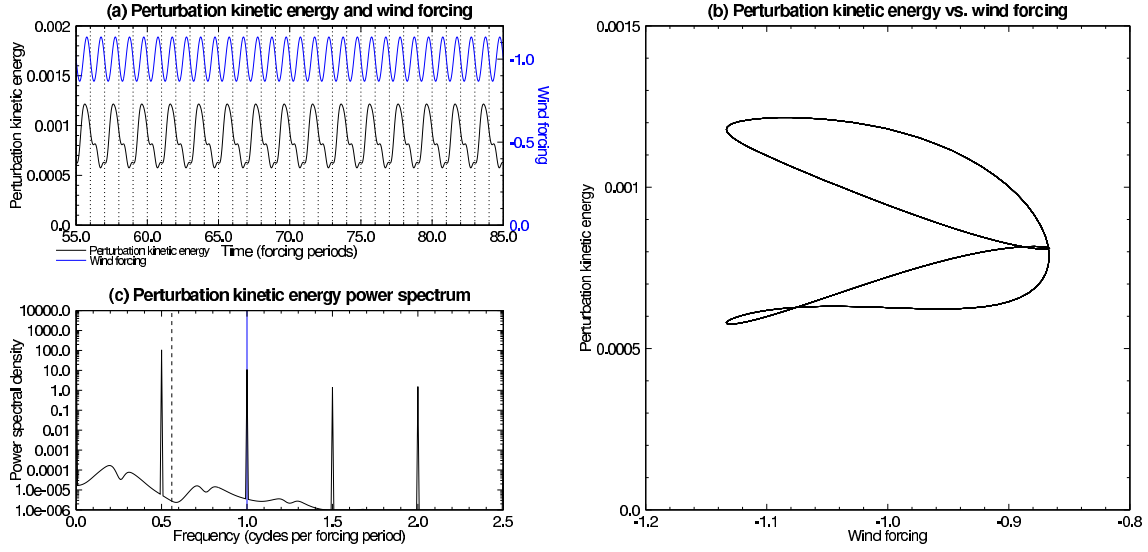 (a) Perturbation kinetic energy and wind forcing
0.002
0.0015
0.001
0.0005
0.0
Perturbation kinetic energy
-1.0
-0.5
0.0
Wind forcing
55.0 60.0 65.0 70.0 75.0 80.0 85.0
Time (forcing periods)
Perturbation kinetic energy
Wind forcing
(b) Perturbation kinetic energy vs. wind forcing
0.0015
0.001
0.0005
0.0
Perturbation kinetic energy
-1.2 -1.1 -1.0 -0.9 -0.8
Wind forcing
(c) Perturbation kinetic energy power spectrum
10000.0
1000.0
100.0
10.0
1.0
0.1
0.01
0.001
0.0001
1.0e-005
1.0e-006
Power spectral density
0.0 0.5 1.0 1.5 2.0 2.5
Frequency (cycles per forcing period)